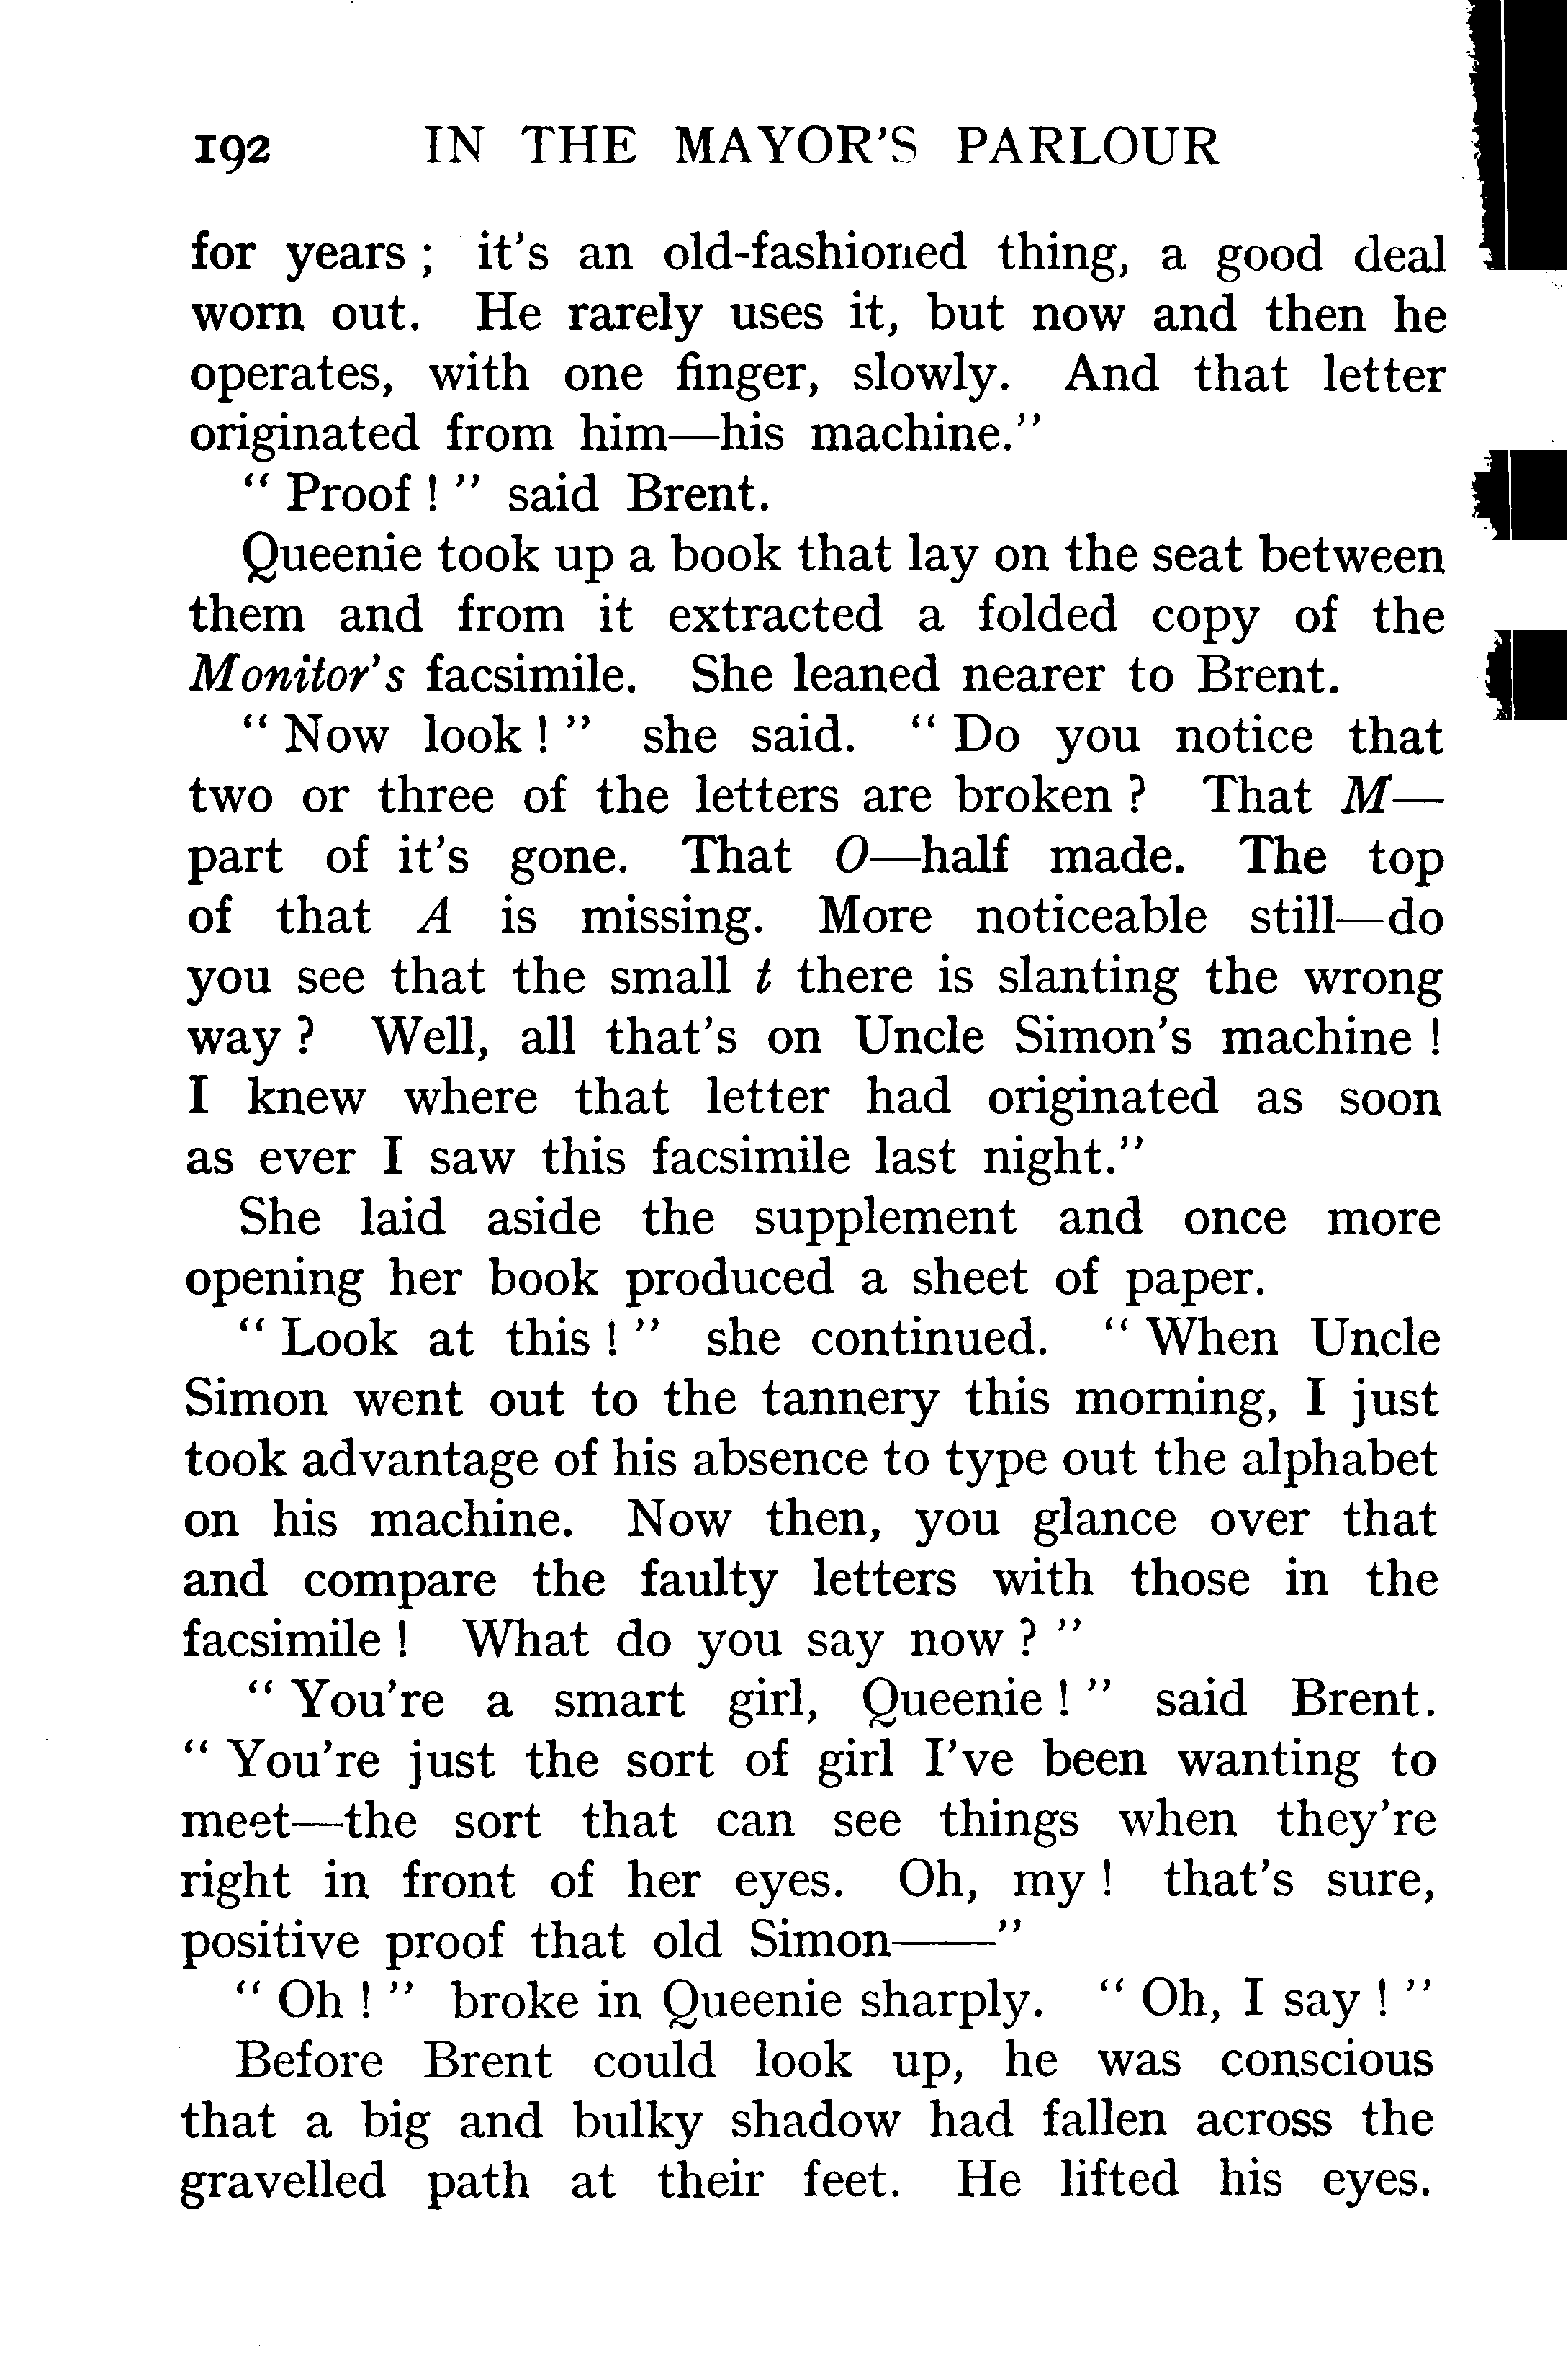 192 IN THE MAYOR'S PARLOUR
for years ; it's an old-fashioned thing, a good deal
worn out. He rarely uses it, but now and then he
operates, with one finger, slowly. And that letter
originated from him—his machine."
" Proof ! " said Brent.
Queenie took up a book that lay on the seat between
them and from it extracted a folded copy of the
Monitor's facsimile. She leaned nearer to Brent.
" Now look ! " she said. " Do you notice that
two or three of the letters are broken ? That M—
part of it's gone. That O—half made. The top
of that A is missing. More noticeable still—do
you see that the small t there is slanting the wrong
way ? Well, all that's on Uncle Simon's machine !
I knew where that letter had originated as soon
as ever I saw this facsimile last night."
She laid aside the supplement and once more
opening her book produced a sheet of paper.
" Look at this ! " she continued. " When Uncle
Simon went out to the tannery this morning, I just
took advantage of his absence to type out the alphabet
on his machine. Now then, you glance over that
and compare the faulty letters with those in the
facsimile ! What do you say now ? "
" You're a smart girl, Queenie ! " said Brent.
" You're just the sort of girl I've been wanting to
meet—the sort that can see things when they're
right in front of her eyes. Oh, my ! that's sure,
positive proof that old Simon——"
" Oh ! " broke in Queenie sharply. " Oh, I say ! "
Before Brent could look up, he was conscious
that a big and bulky shadow had fallen across the
gravelled path at their feet. He lifted his eyes.